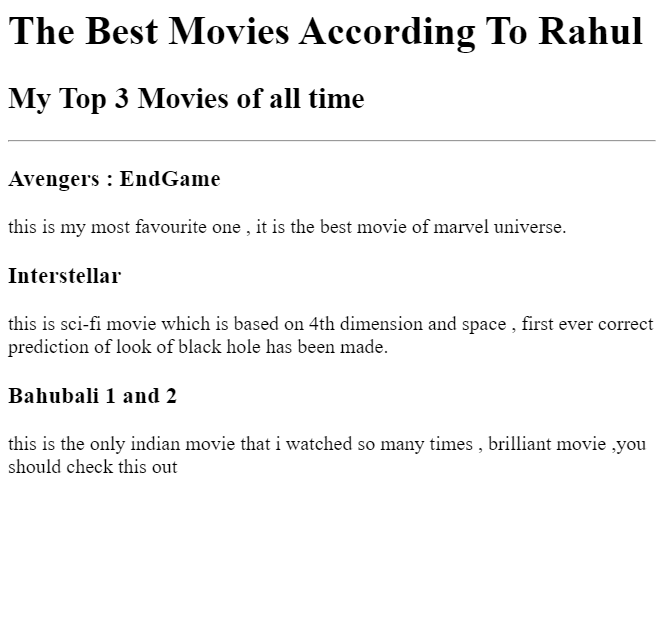 The Best Movies According To Rahul
My Top 3 Movies of all time
Avengers : EndGame
this is my most favourite one , it is the best movie of marvel universe.
Interstellar
this is sci-fi movie which is based on 4th dimension and space , first ever correct
prediction of look of black hole has been made.
Bahubali 1 and 2
this is the only indian movie that i watched so many times , brilliant movie ,you
should check this out